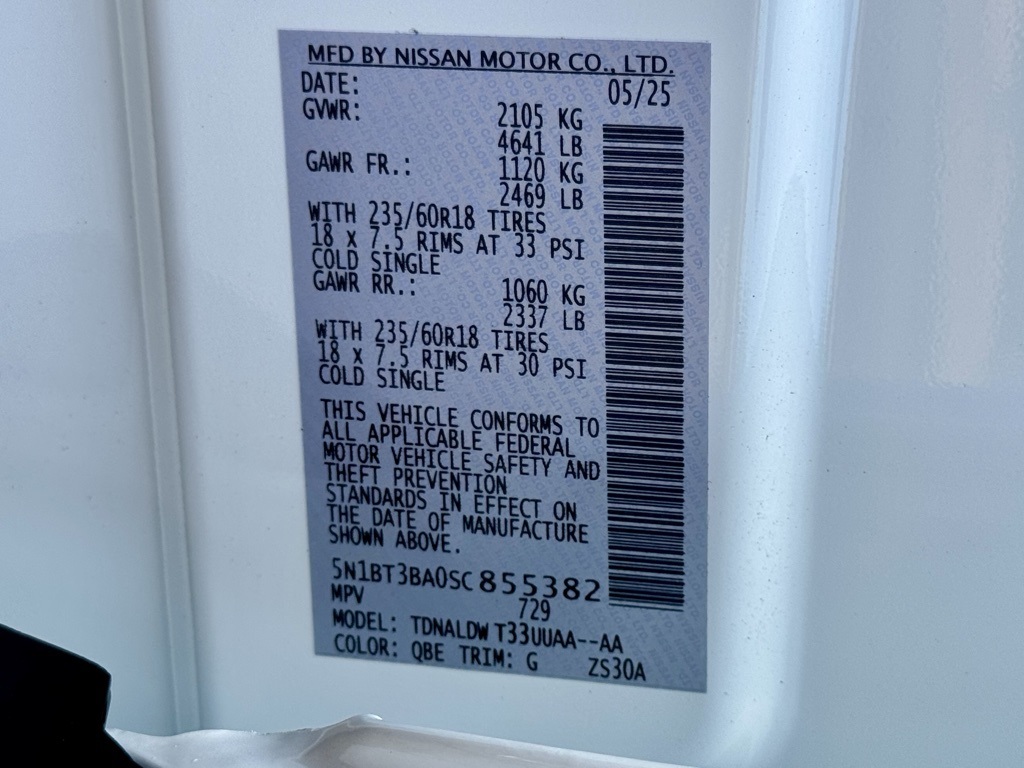 MFD BY NISSAN MOTOR CO., LTD.
DATE: 05/25
GVWR: 2105 KG
4641 LB
GAWR FR.: 1120 KG
2469 LB
WITH 235/60R18 TIRES
18 X 7.5 RIMS AT 33 PSI
COLD SINGLE
GAWR RR.: 1060 KG
2337 LB
WITH 235/60R18 TIRES
18 X 7.5 RIMS AT 30 PSI
COLD SINGLE
THIS VEHICLE CONFORMS TO
ALL APPLICABLE FEDERAL
MOTOR VEHICLE SAFETY AND
THEFT PREVENTION
STANDARDS IN EFFECT ON
THE DATE OF MANUFACTURE
SHOWN ABOVE.
5N1BT3BA0SC855382
MPV 729
MODEL: TDNALDW T33UUAA--AA
COLOR: QBE TRIM: G ZS30A